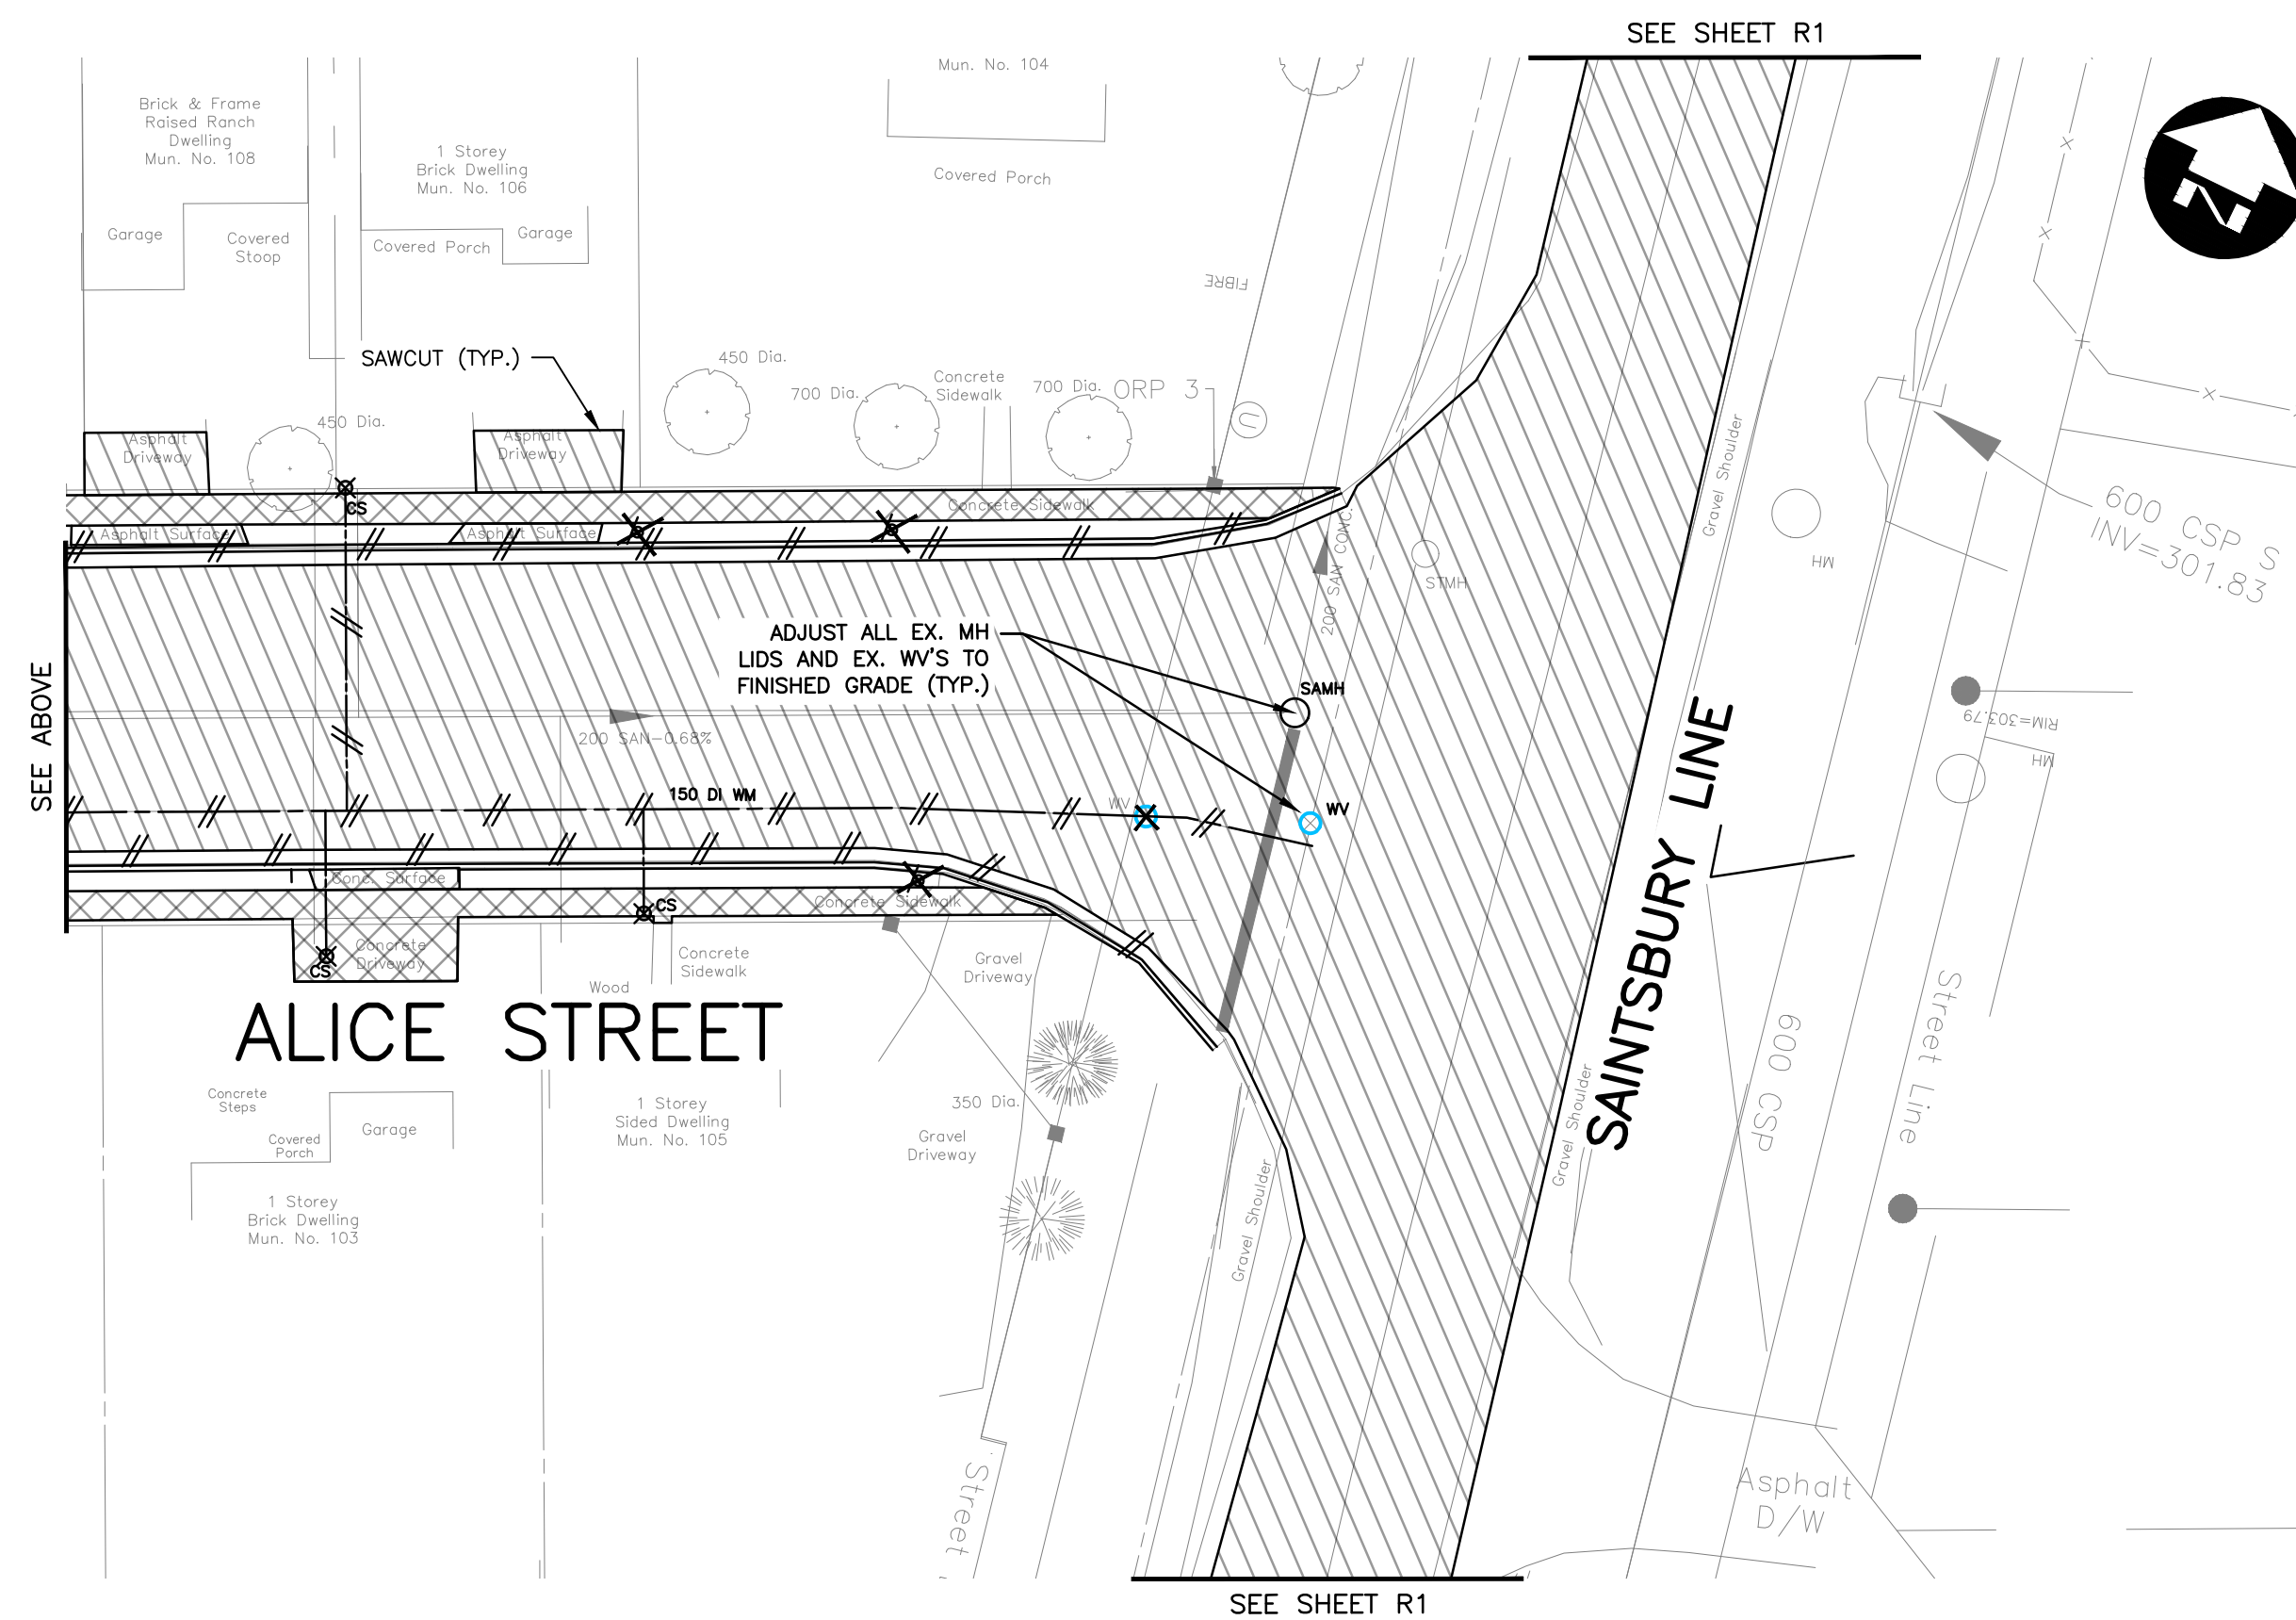 SEE SHEET R1
Mun. No. 104
Brick & Frame
Raised Ranch
Dwelling
Mun. No. 108
1 Storey
Brick Dwelling
Mun. No. 106
Covered Porch
Garage
Covered
Stoop
Covered Porch
Garage
N
FIBRE
SAWCUT (TYP.)
450 Dia.
450 Dia.
700 Dia.
Concrete
Sidewalk
700 Dia.
ORP 3
U
Asphalt
Driveway
Asphalt
Driveway
Gravel Shoulder
CS
Concrete Sidewalk
Asphalt Surface
Asphalt Surface
600 CSP S
INV=301.83
MH
STMH
200 SAN CONC.
ADJUST ALL EX. MH
LIDS AND EX. WV'S TO
FINISHED GRADE (TYP.)
SAMH
SEE ABOVE
200 SAN-0.68%
RIM=303.79
MH
150 DI WM
WV
WV
SAINTSBURY LINE
Conc. Surface
CS
Concrete Sidewalk
Concrete
Driveway
CS
Concrete
Sidewalk
Wood
Gravel
Driveway
ALICE STREET
600 CSP
Street Line
Concrete
Steps
Covered
Porch
Garage
1 Storey
Sided Dwelling
Mun. No. 105
350 Dia.
Gravel
Driveway
Gravel Shoulder
Gravel Shoulder
1 Storey
Brick Dwelling
Mun. No. 103
Street
Asphalt
D/W
SEE SHEET R1